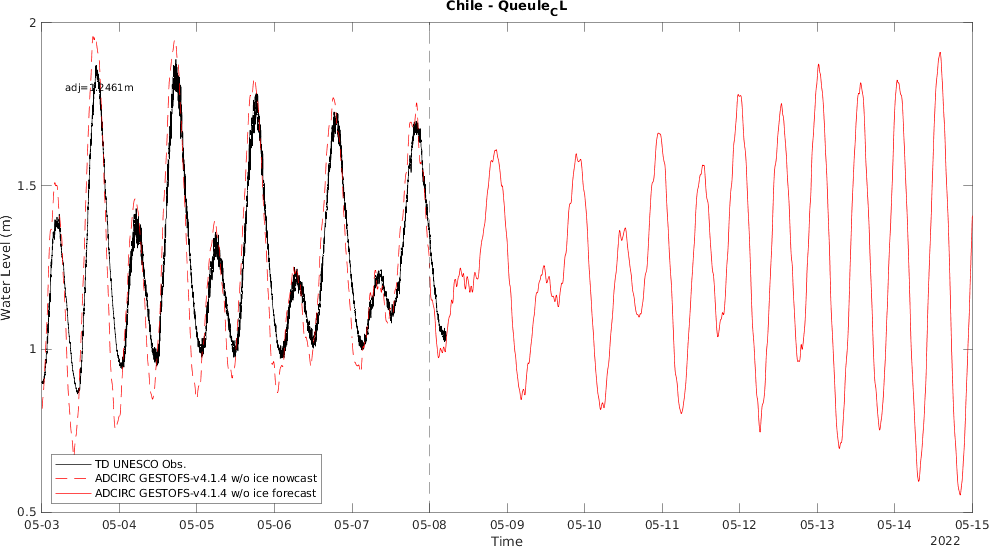 Chile - Queule_CL
2
1.5
1
0.5
Water Level (m)
adj=1.2461m
TD UNESCO Obs.
ADCIRC GESTOFS-v4.1.4 w/o ice nowcast
ADCIRC GESTOFS-v4.1.4 w/o ice forecast
05-03 05-04 05-05 05-06 05-07 05-08 05-09 05-10 05-11 05-12 05-13 05-14 05-15
Time
2022